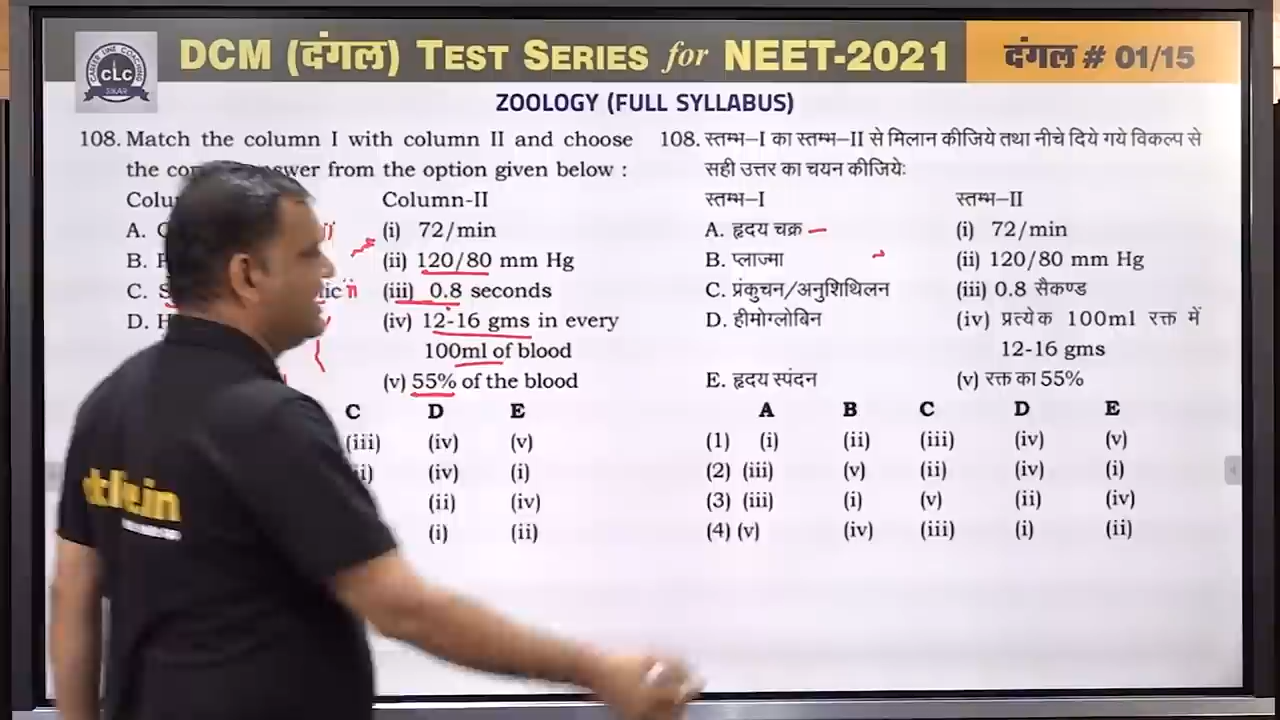 CLC
SIKAR
DCM (दंगल) TEST SERIES for NEET-2021
दंगल # 01/15
ZOOLOGY (FULL SYLLABUS)
108. Match the column I with column II and choose
the answer from the option given below :
Column-II
A. (i) 72/min
B. (ii) 120/80 mm Hg
C. (iii) 0.8 seconds
D. (iv) 12-16 gms in every
100ml of blood
(v) 55% of the blood
C D E
(iii) (iv) (v)
(iv) (i)
(ii) (iv)
(i) (ii)
108. स्तम्भ–I का स्तम्भ–II से मिलान कीजिये तथा नीचे दिये गये विकल्प से
सही उत्तर का चयन कीजियेः
स्तम्भ–I स्तम्भ–II
A. हृदय चक्र (i) 72/min
B. प्लाज्मा (ii) 120/80 mm Hg
C. प्रंकुचन/अनुशिथिलन (iii) 0.8 सैकण्ड
D. हीमोग्लोबिन (iv) प्रत्येक 100ml रक्त में
12-16 gms
E. हृदय स्पंदन (v) रक्त का 55%
A B C D E
(1) (i) (ii) (iii) (iv) (v)
(2) (iii) (v) (ii) (iv) (i)
(3) (iii) (i) (v) (ii) (iv)
(4) (v) (iv) (iii) (i) (ii)